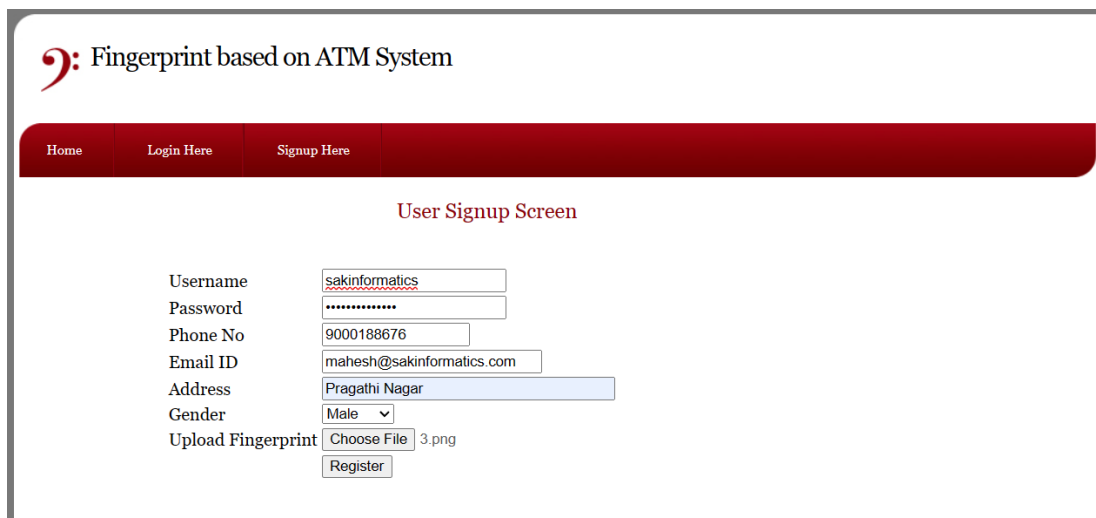 Fingerprint based on ATM System
Home Login Here Signup Here
User Signup Screen
Username sakinformatics
Password ••••••••••••••
Phone No 9000188676
Email ID mahesh@sakinformatics.com
Address Pragathi Nagar
Gender Male
Upload Fingerprint Choose File 3.png
Register